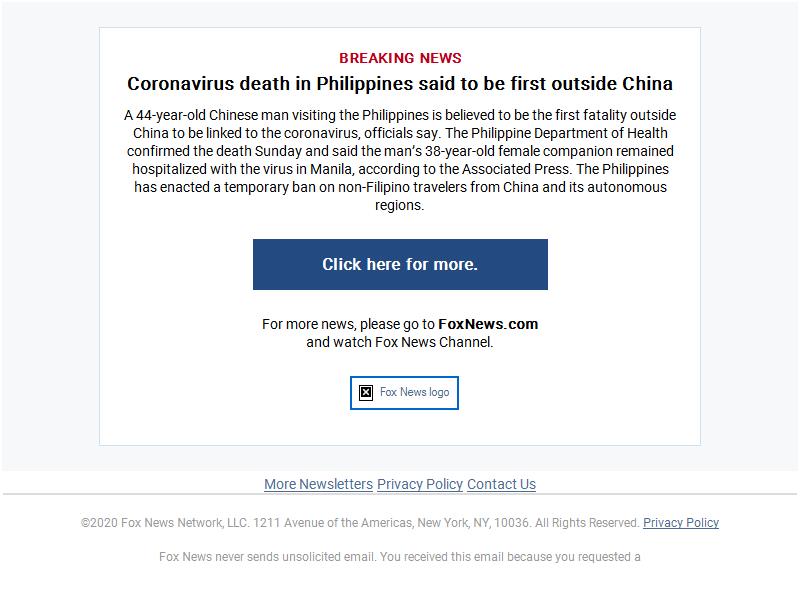 BREAKING NEWS
Coronavirus death in Philippines said to be first outside China
A 44-year-old Chinese man visiting the Philippines is believed to be the first fatality outside
China to be linked to the coronavirus, officials say. The Philippine Department of Health
confirmed the death Sunday and said the man’s 38-year-old female companion remained
hospitalized with the virus in Manila, according to the Associated Press. The Philippines
has enacted a temporary ban on non-Filipino travelers from China and its autonomous
regions.
Click here for more.
For more news, please go to FoxNews.com
and watch Fox News Channel.
Fox News logo
More Newsletters Privacy Policy Contact Us
©2020 Fox News Network, LLC. 1211 Avenue of the Americas, New York, NY, 10036. All Rights Reserved. Privacy Policy
Fox News never sends unsolicited email. You received this email because you requested a